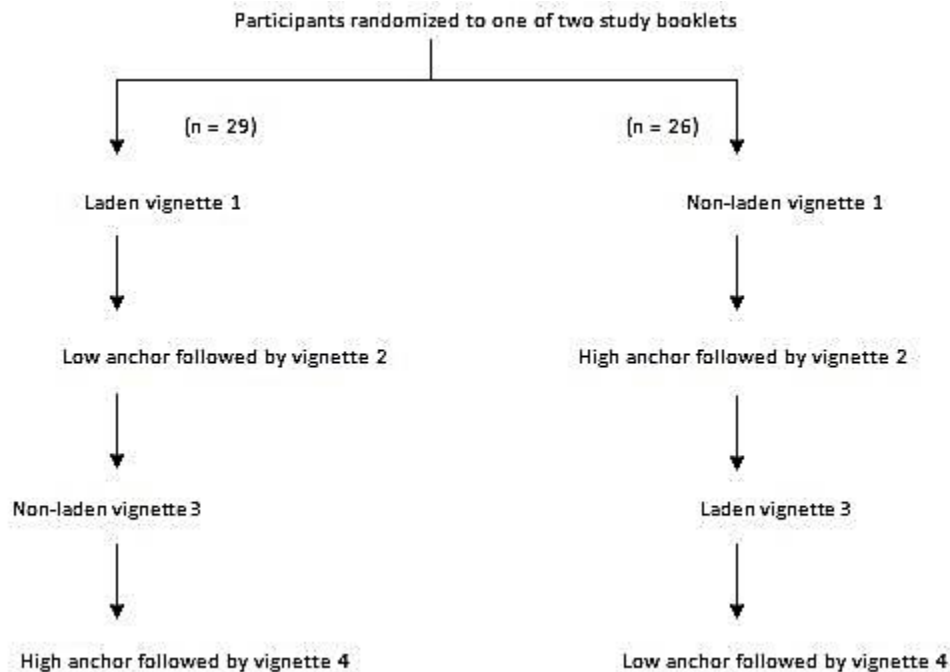 Participants randomized to one of two study booklets
(n = 29)
(n = 26)
Laden vignette 1
Non-laden vignette 1
Low anchor followed by vignette 2
High anchor followed by vignette 2
Non-laden vignette 3
Laden vignette 3
High anchor followed by vignette 4
Low anchor followed by vignette 4